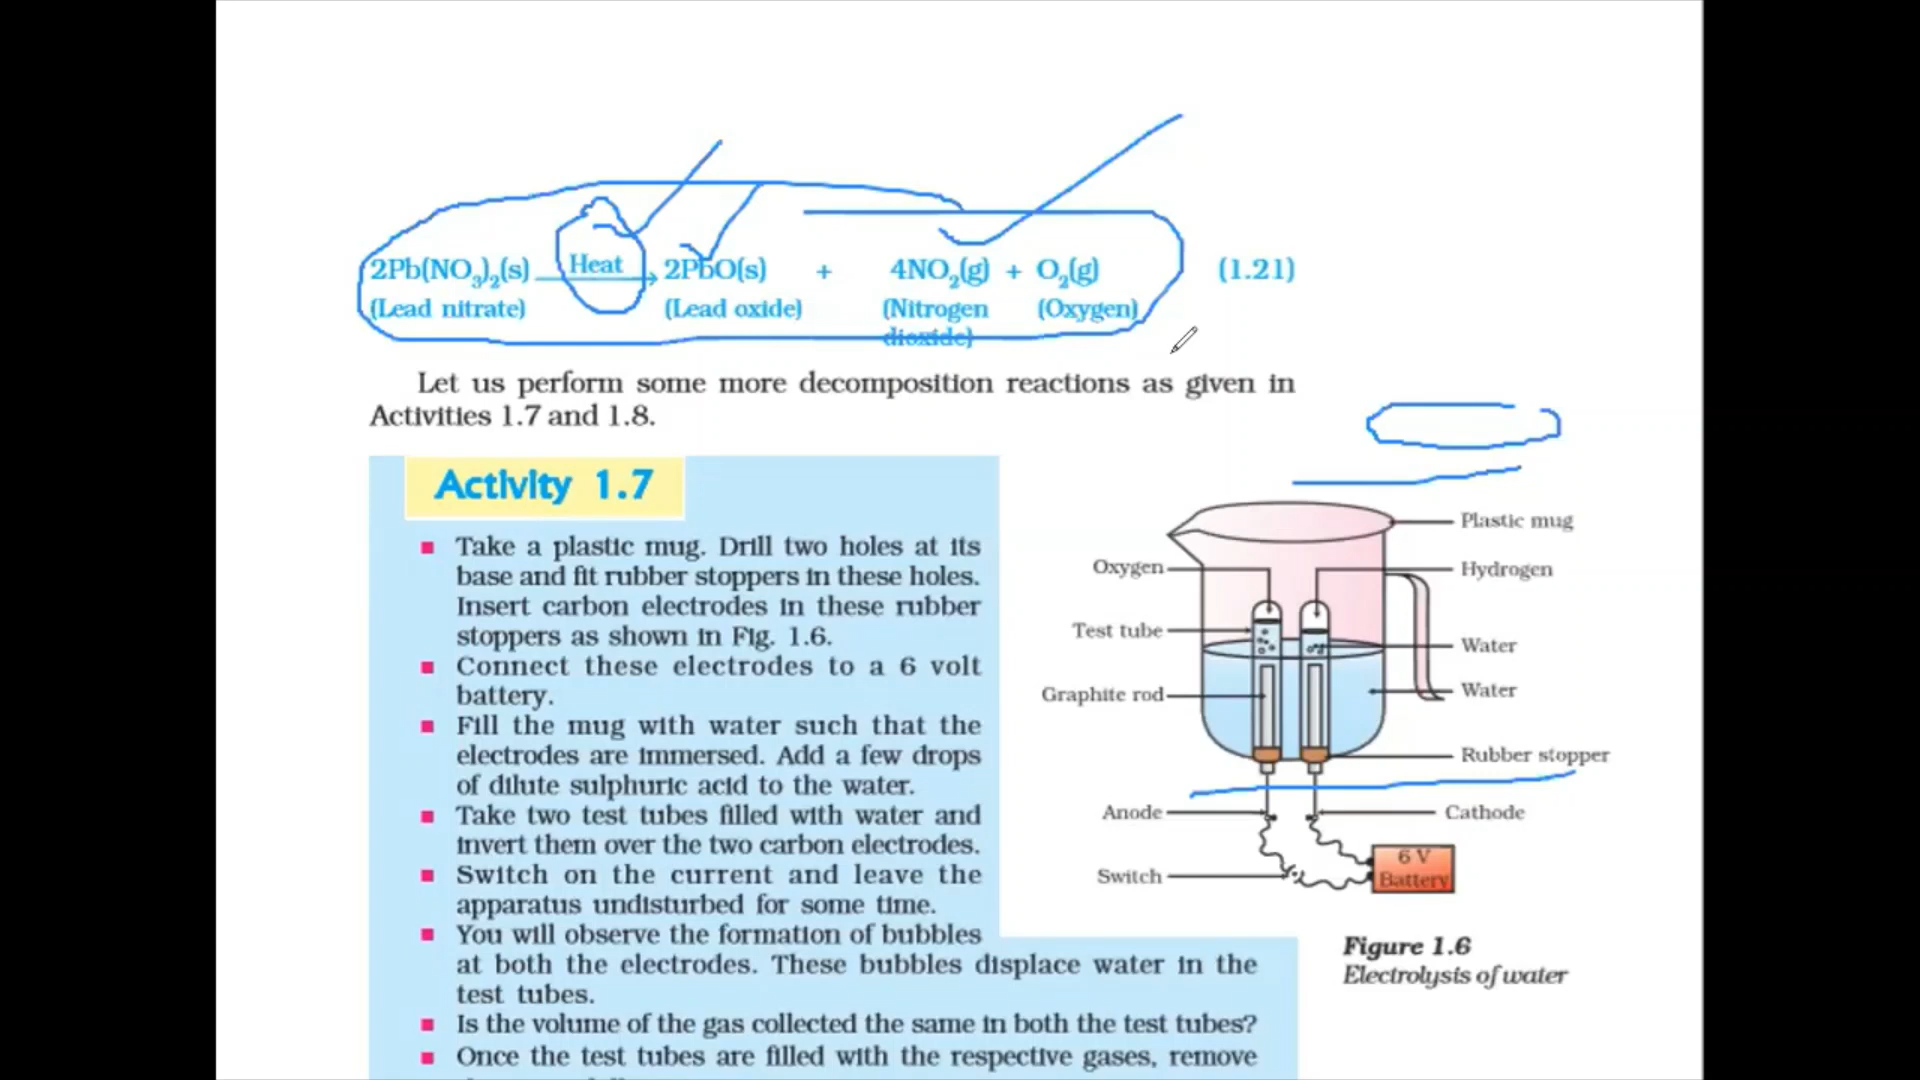 2Pb(NO₃)₂(s) Heat → 2PbO(s) + 4NO₂(g) + O₂(g) (1.21)
(Lead nitrate) (Lead oxide) (Nitrogen (Oxygen)
dioxide)
Let us perform some more decomposition reactions as given in
Activities 1.7 and 1.8.
Activity 1.7
Take a plastic mug. Drill two holes at its
base and fit rubber stoppers in these holes.
Insert carbon electrodes in these rubber
stoppers as shown in Fig. 1.6.
Connect these electrodes to a 6 volt
battery.
Fill the mug with water such that the
electrodes are immersed. Add a few drops
of dilute sulphuric acid to the water.
Take two test tubes filled with water and
invert them over the two carbon electrodes.
Switch on the current and leave the
apparatus undisturbed for some time.
You will observe the formation of bubbles
at both the electrodes. These bubbles displace water in the
test tubes.
Is the volume of the gas collected the same in both the test tubes?
Once the test tubes are filled with the respective gases, remove
Plastic mug
Oxygen
Hydrogen
Test tube
Water
Graphite rod
Water
Rubber stopper
Anode
Cathode
Switch
6 V
Battery
Figure 1.6
Electrolysis of water